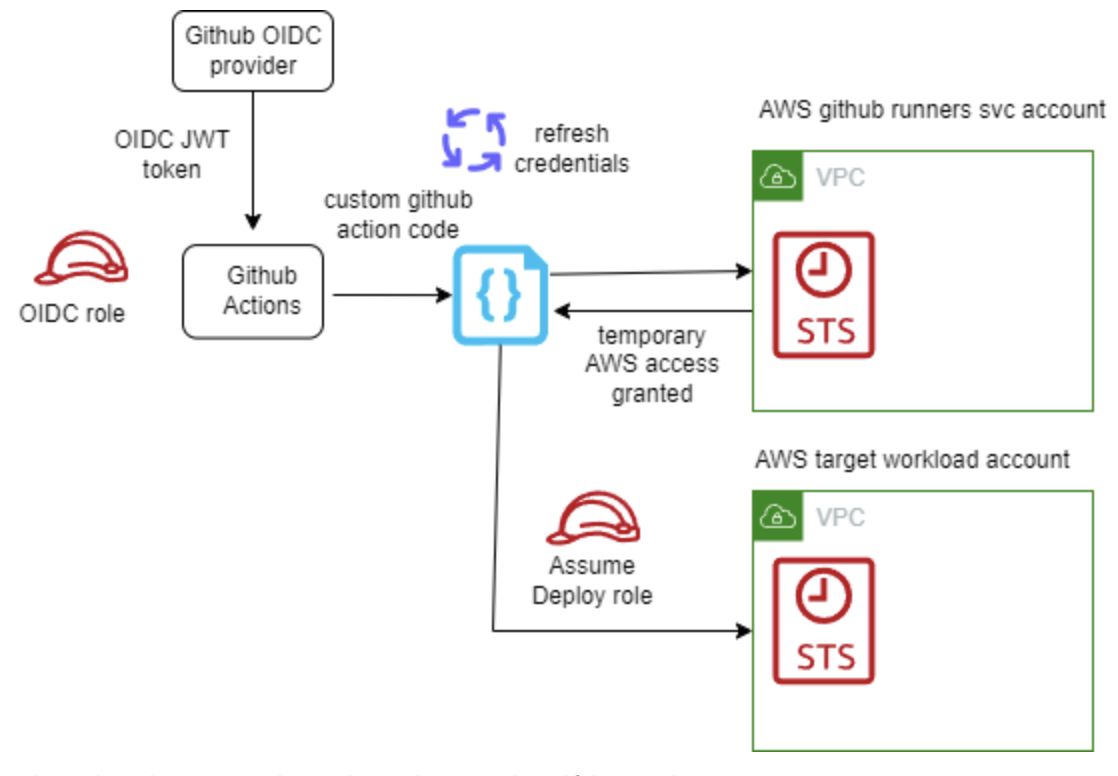 Github OIDC
provider
OIDC JWT
token
refresh
credentials
AWS github runners svc account
VPC
custom github
action code
OIDC role
Github
Actions
{}
STS
temporary
AWS access
granted
AWS target workload account
VPC
Assume
Deploy role
STS